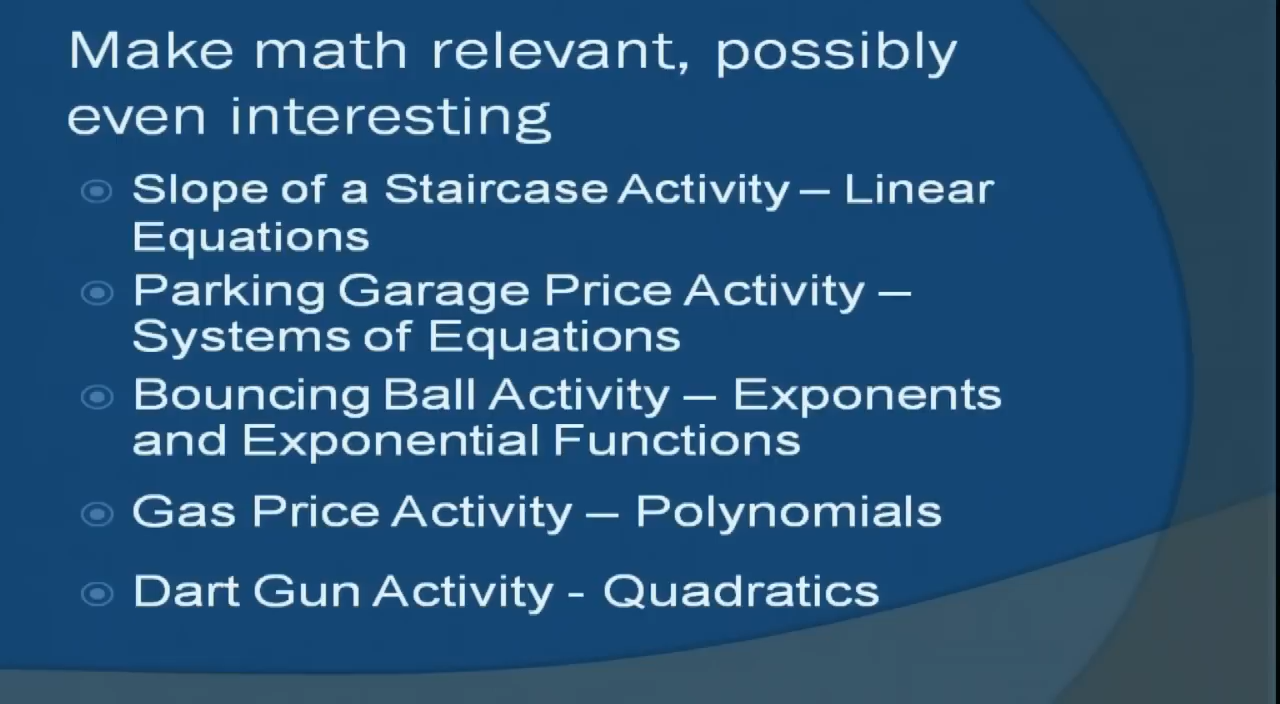 Make math relevant, possibly
even interesting
Slope of a Staircase Activity – Linear
Equations
Parking Garage Price Activity –
Systems of Equations
Bouncing Ball Activity – Exponents
and Exponential Functions
Gas Price Activity – Polynomials
Dart Gun Activity - Quadratics